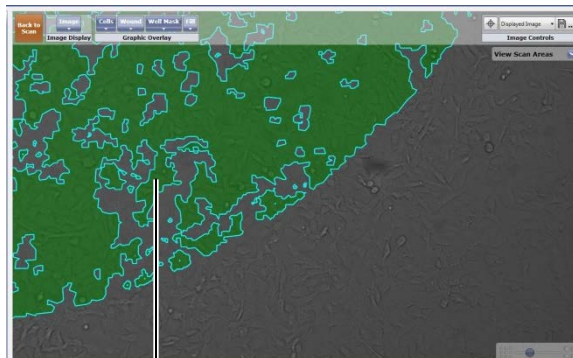 Back to
Scan
Image
Image Display
Cells Wound Well Mask Fill
Graphic Overlay
Displayed Image
Image Controls
View Scan Areas